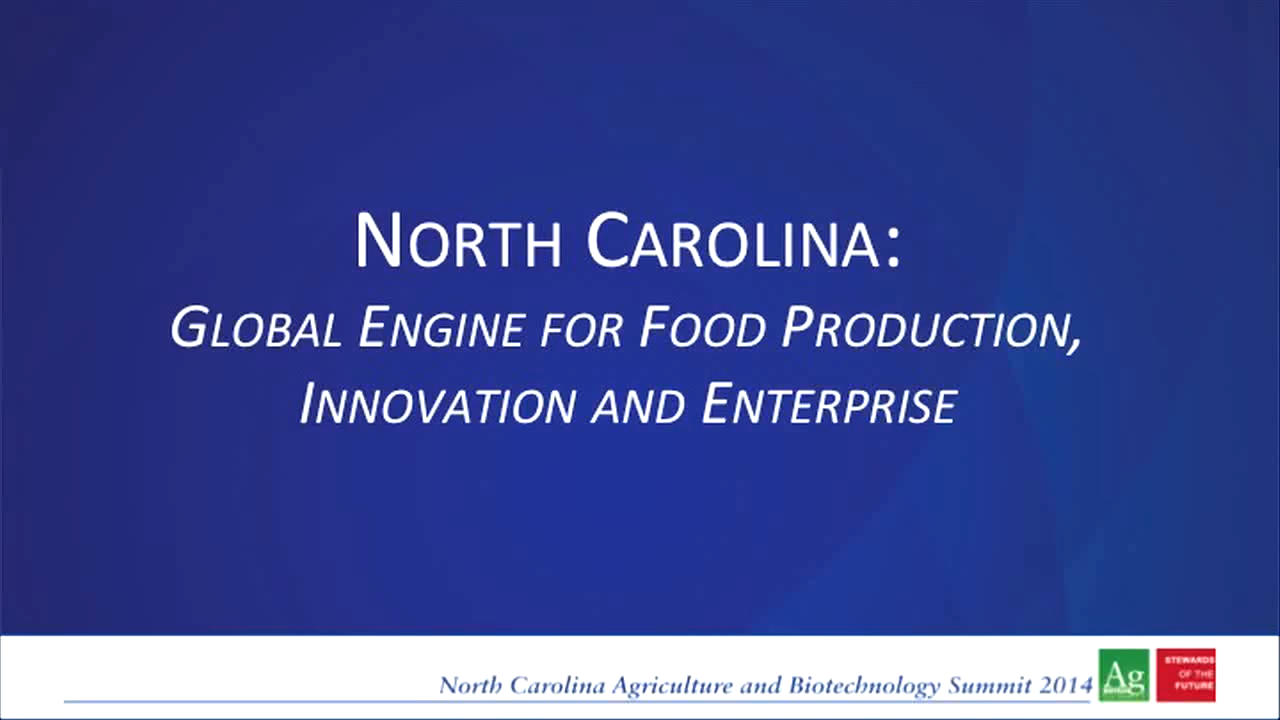 NORTH CAROLINA:
GLOBAL ENGINE FOR FOOD PRODUCTION,
INNOVATION AND ENTERPRISE
North Carolina Agriculture and Biotechnology Summit 2014
Ag
STEWARDS
OF THE
FUTURE